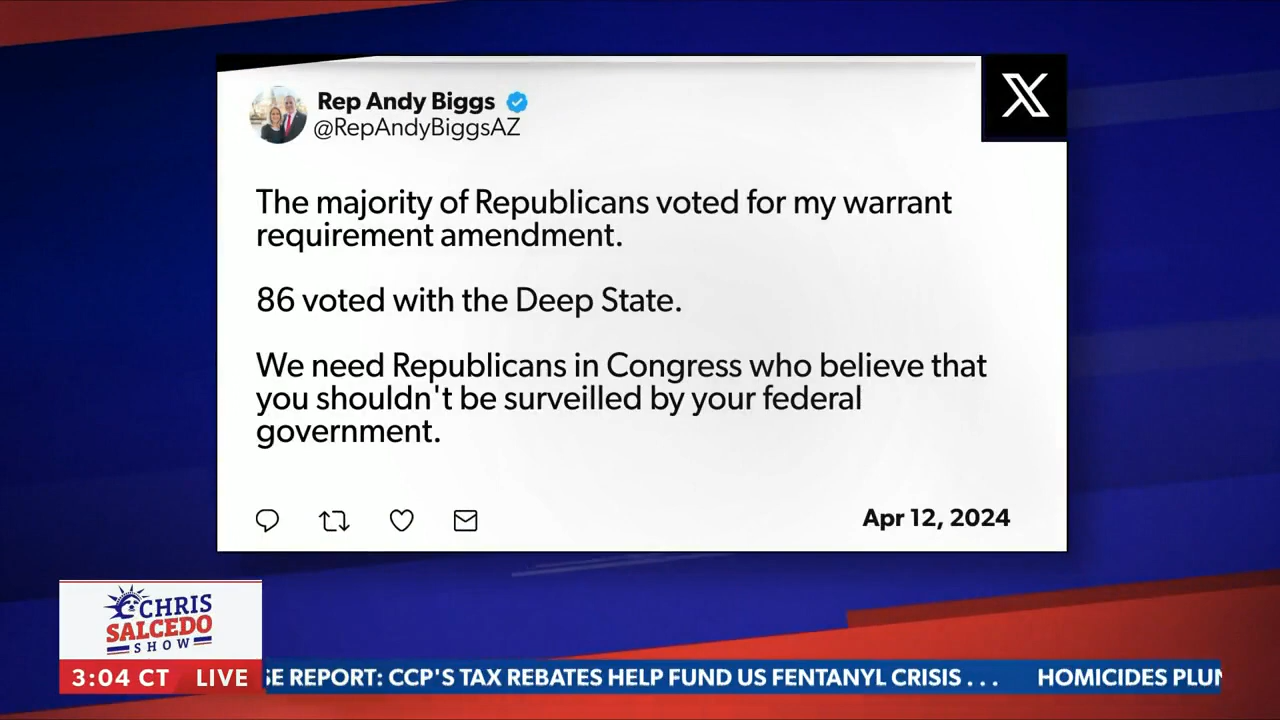 Rep Andy Biggs
@RepAndyBiggsAZ
The majority of Republicans voted for my warrant
requirement amendment.
86 voted with the Deep State.
We need Republicans in Congress who believe that
you shouldn't be surveilled by your federal
government.
Apr 12, 2024
CHRIS
SALCEDO
SHOW
3:04 CT LIVE
REPORT: CCP'S TAX REBATES HELP FUND US FENTANYL CRISIS . . . HOMICIDES